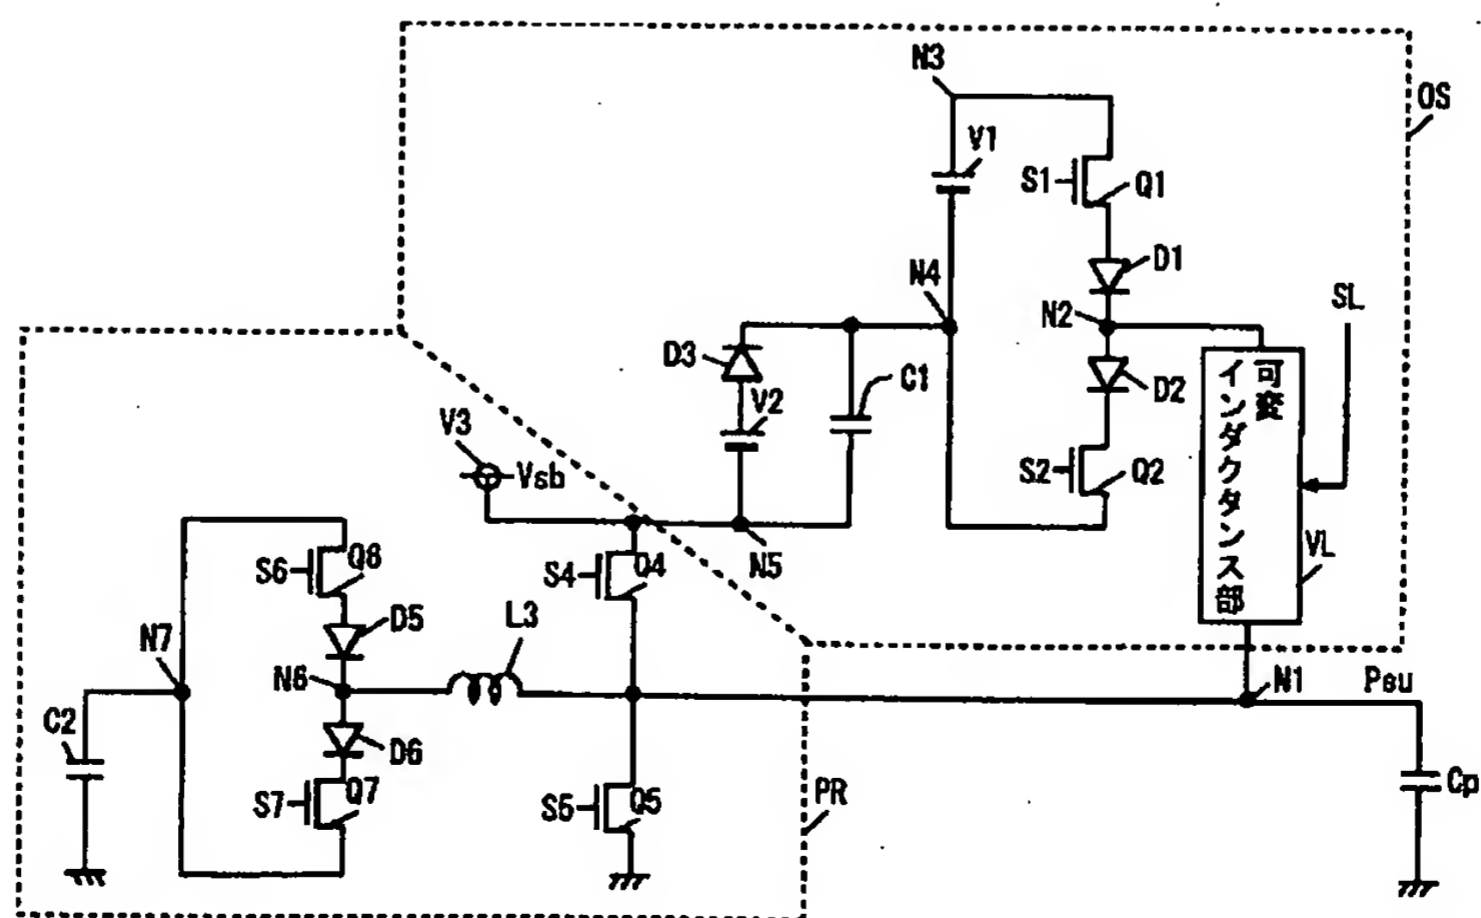 N3
OS
V1
S1
Q1
D1
N4
N2
SL
D3
C1
D2
可変
インダクタンス部
V2
V3
Vsb
S2
Q2
VL
N5
S4
Q4
S6
Q8
D5
L3
N7
N6
N1
Psu
C2
D6
S7
Q7
S5
Q5
PR
Cp